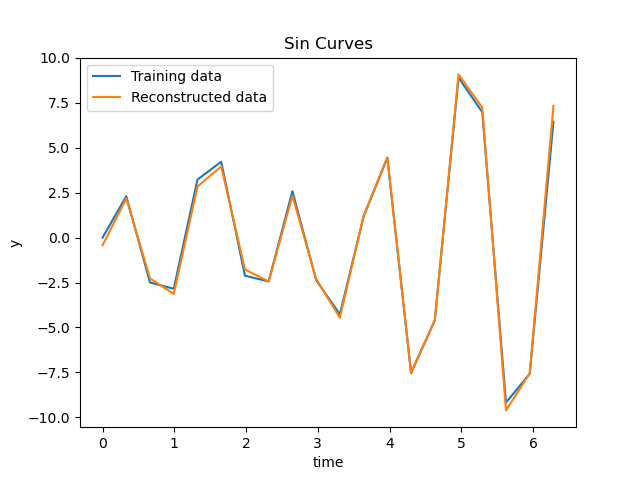 Sin Curves
Training data
Reconstructed data
10.0
7.5
5.0
2.5
0.0
−2.5
−5.0
−7.5
−10.0
y
0 1 2 3 4 5 6
time